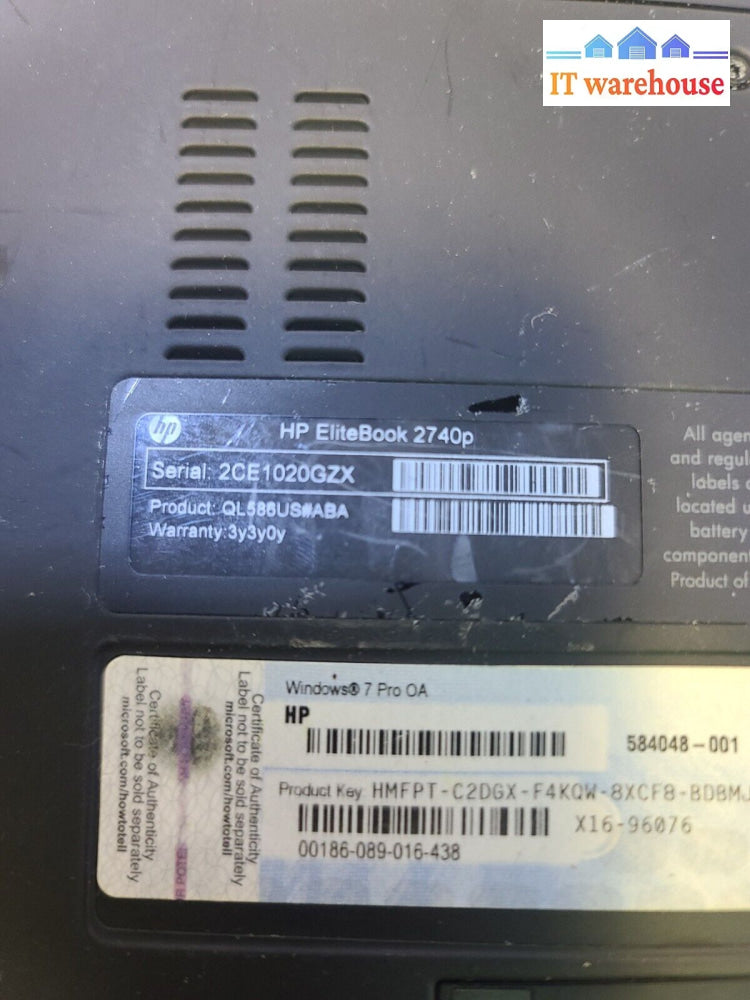 IT warehouse
hp
HP EliteBook 2740p
Serial: 2CE1020GZX
Product: QL586US#ABA
Warranty:3y3y0y
All agen
and regul
labels
located u
battery
component
Product of
Certificate of Authenticity
Label not to be sold separately
microsoft.com/howtotell
Certificate of Authenticity
Label not to be sold separately
microsoft.com/howtotell
Windows® 7 Pro OA
HP
584048-001
Product Key HMFPT-C2DGX-F4KQW-8XCF8-BDBMJ
X16-96076
00186-089-016-438